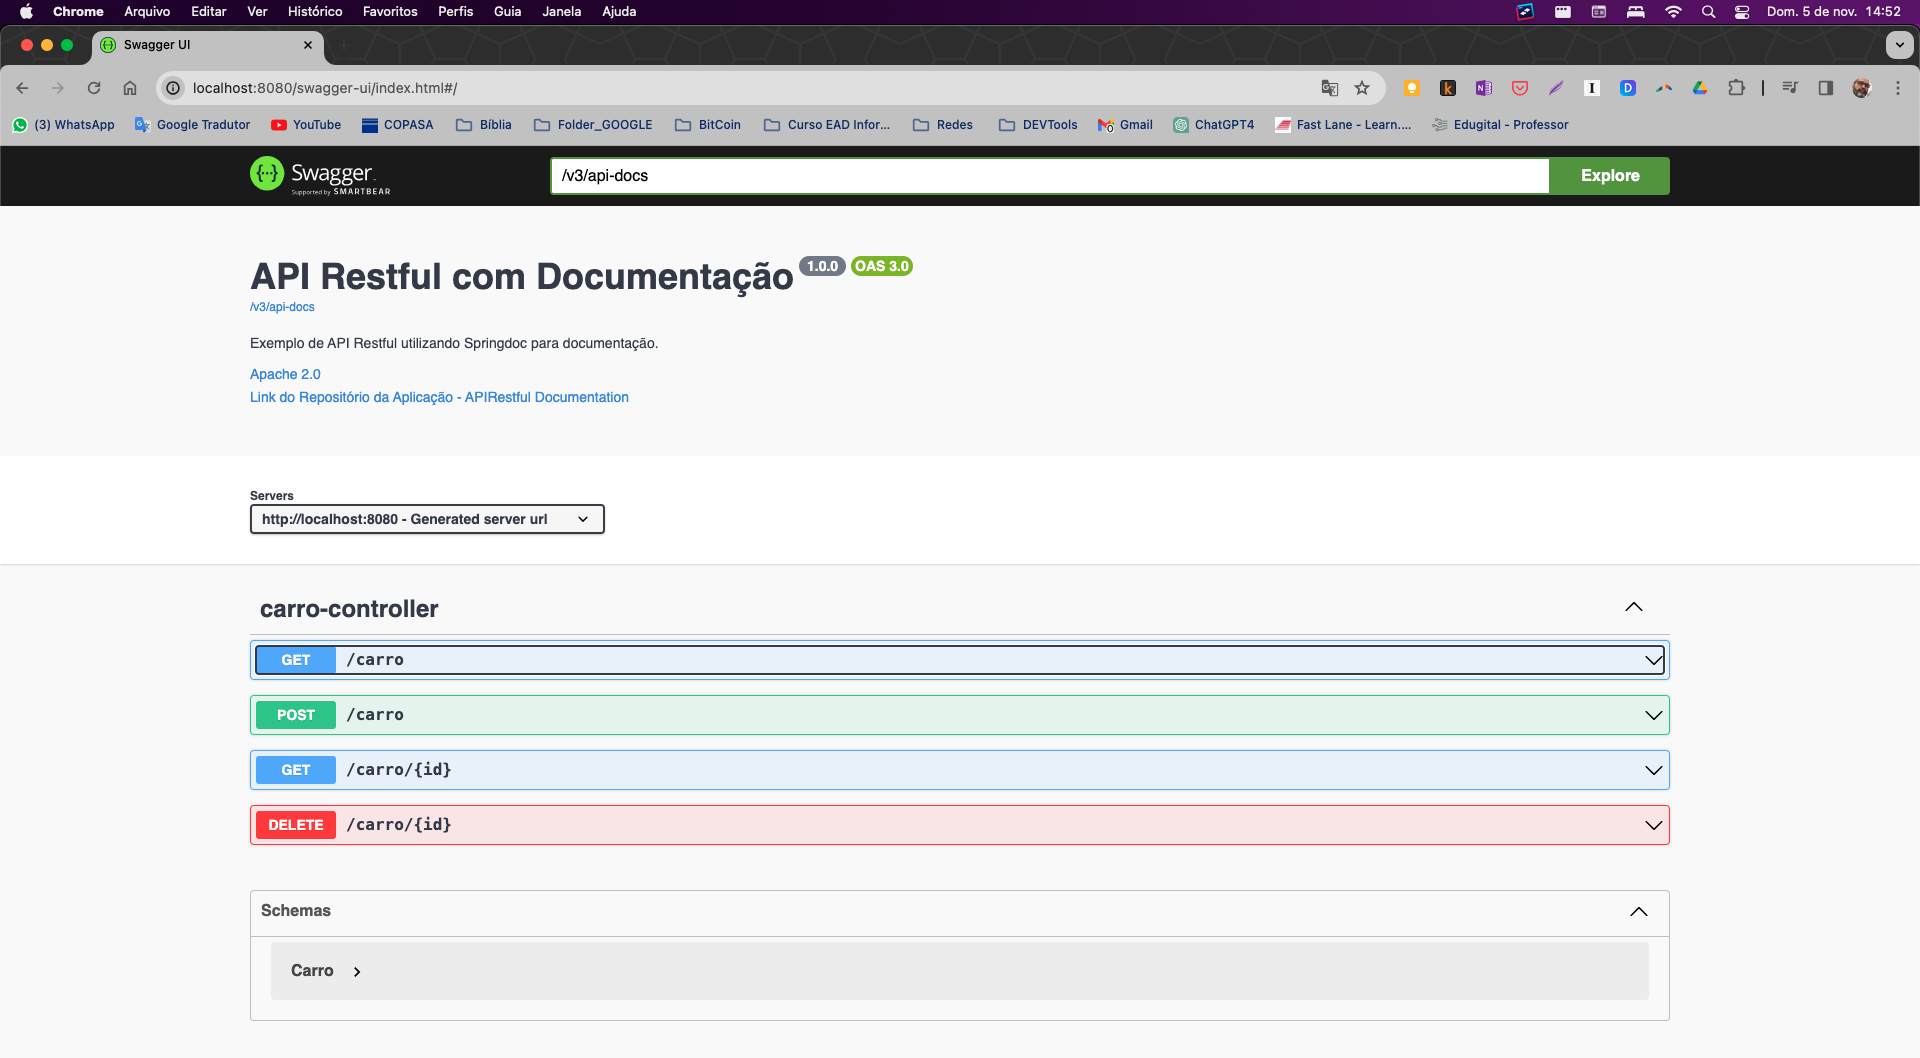 Chrome Arquivo Editar Ver Histórico Favoritos Perfis Guia Janela Ajuda Dom. 5 de nov. 14:52
Swagger UI
localhost:8080/swagger-ui/index.html#/
(3) WhatsApp Google Tradutor YouTube COPASA Bíblia Folder_GOOGLE BitCoin Curso EAD Infor... Redes DEVTools Gmail ChatGPT4 Fast Lane - Learn.... Edugital - Professor
Swagger. /v3/api-docs Explore
Supported by SMARTBEAR
API Restful com Documentação 1.0.0 OAS 3.0
/v3/api-docs
Exemplo de API Restful utilizando Springdoc para documentação.
Apache 2.0
Link do Repositório da Aplicação - APIRestful Documentation
Servers
http://localhost:8080 - Generated server url
carro-controller
GET /carro
POST /carro
GET /carro/{id}
DELETE /carro/{id}
Schemas
Carro